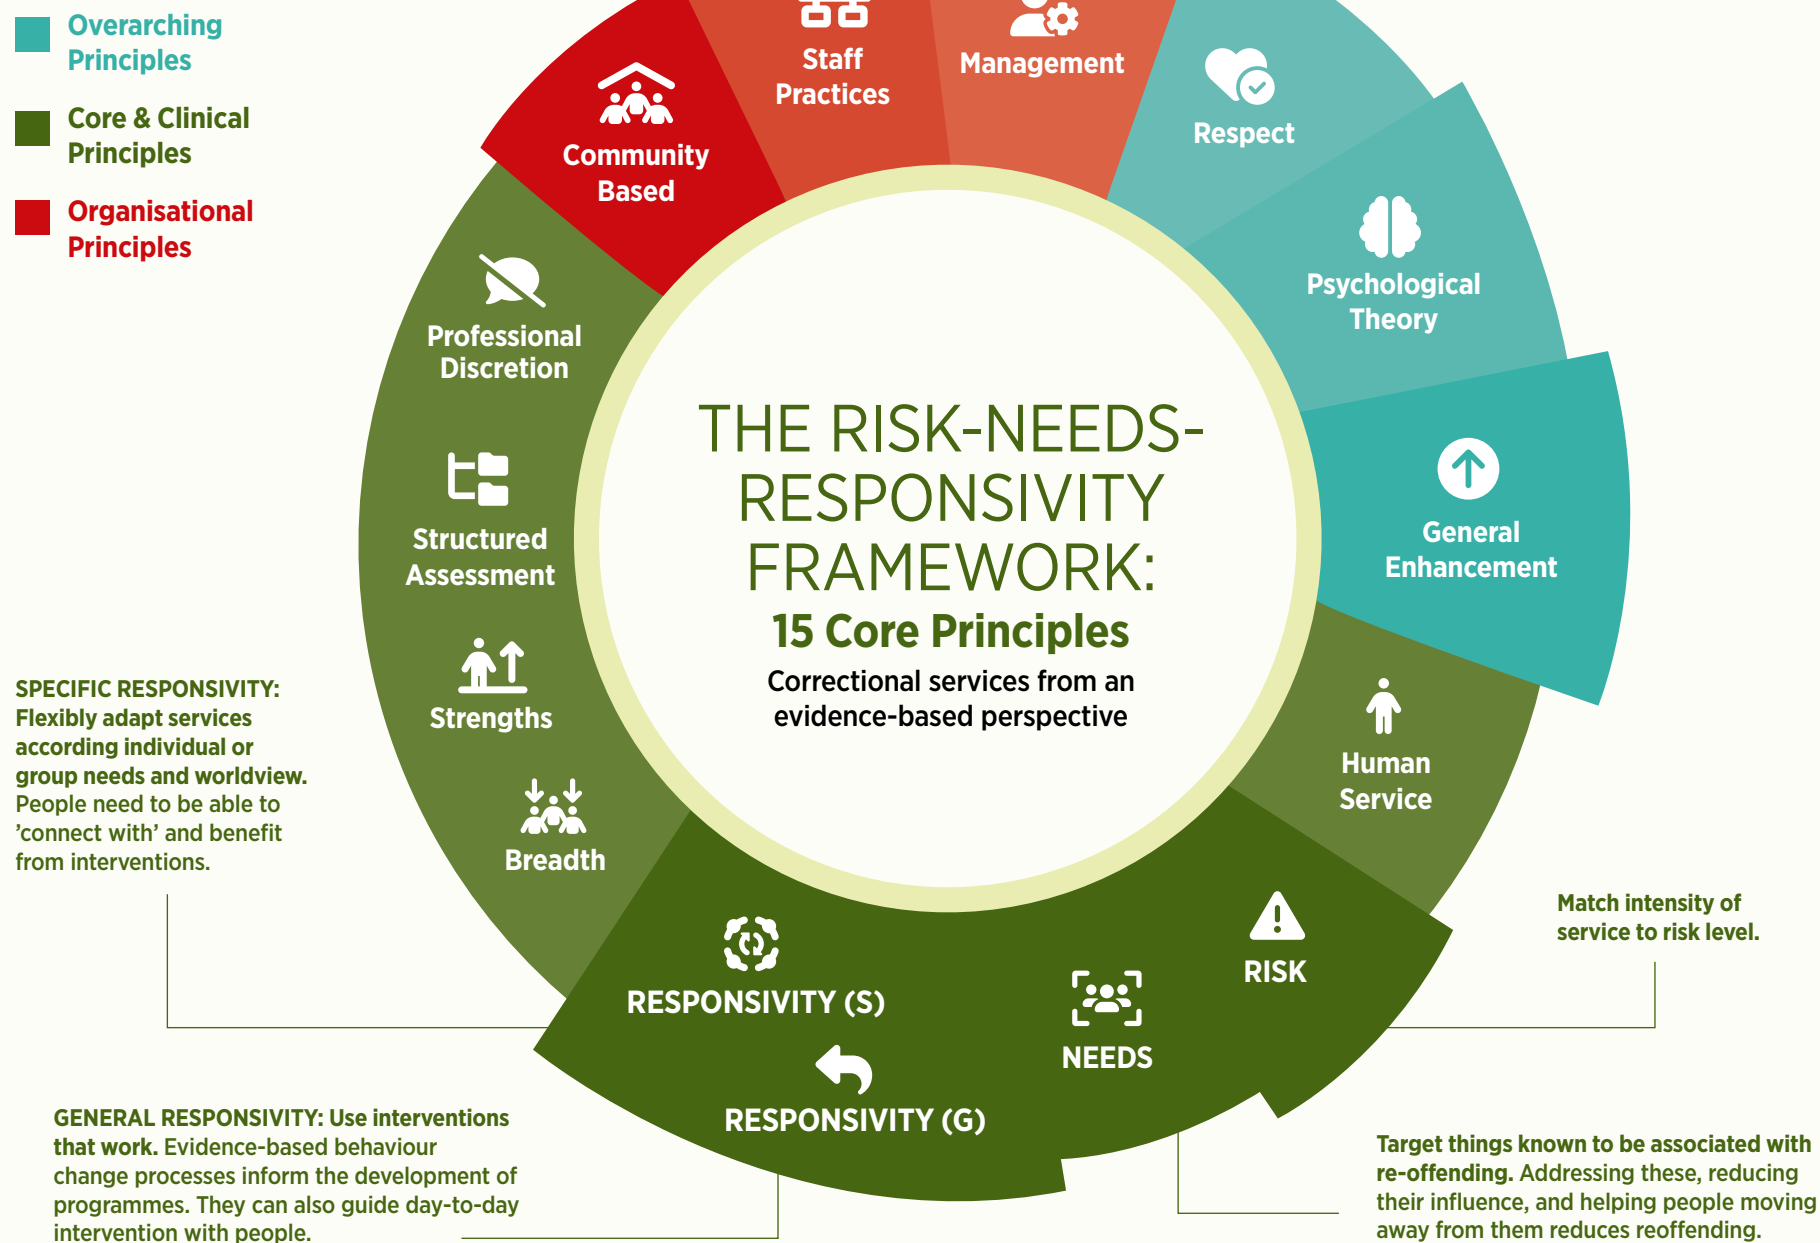 Overarching
Principles
Core & Clinical
Principles
Organisational
Principles
Staff
Practices
Management
Respect
Community
Based
Psychological
Theory
Professional
Discretion
General
Enhancement
Structured
Assessment
THE RISK-NEEDS-
RESPONSIVITY
FRAMEWORK:
15 Core Principles
Correctional services from an
evidence-based perspective
Strengths
Human
Service
Breadth
SPECIFIC RESPONSIVITY:
Flexibly adapt services
according individual or
group needs and worldview.
People need to be able to
’connect with’ and benefit
from interventions.
RESPONSIVITY (S)
RESPONSIVITY (G)
NEEDS
RISK
Match intensity of
service to risk level.
GENERAL RESPONSIVITY: Use interventions
that work. Evidence-based behaviour
change processes inform the development of
programmes. They can also guide day-to-day
intervention with people.
Target things known to be associated with
re-offending. Addressing these, reducing
their influence, and helping people moving
away from them reduces reoffending.